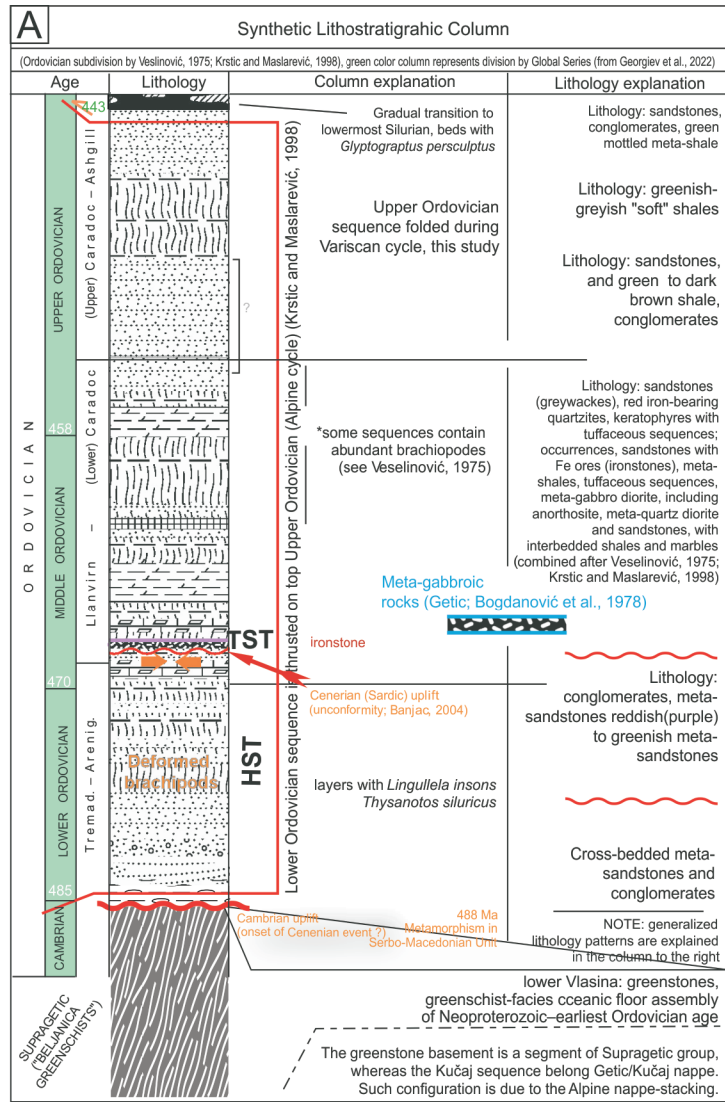 A
Synthetic Lithostratigrahic Column
(Ordovician subdivision by Veslinović, 1975; Krstic and Maslarević, 1998), green color column represents division by Global Series (from Georgiev et al., 2022)
Age
Lithology
Column explanation
Lithology explanation
443
458
470
485
ORDOVICIAN
UPPER ORDOVICIAN
MIDDLE ORDOVICIAN
LOWER ORDOVICIAN
CAMBRIAN
(Upper) Caradoc – Ashgill
Llanvirn – (Lower) Caradoc
Tremad. – Arenig.
SUPRAGETIC
("BELJANICA
GREENSCHISTS")
?
TST
HST
Deformed
brachipods
Lower Ordovician sequence is thrusted on top Upper Ordovician (Alpine cycle) (Krstic and Maslarević, 1998)
Gradual transition to
lowermost Silurian, beds with
Glyptograptus persculptus
Upper Ordovician
sequence folded during
Variscan cycle, this study
*some sequences contain
abundant brachiopodes
(see Veselinović, 1975)
Meta-gabbroic
rocks (Getic; Bogdanović et al., 1978)
ironstone
Cenerian (Sardic) uplift
(unconformity; Banjac, 2004)
layers with Lingullela insons
Thysanotos siluricus
Cambrian uplift
(onset of Cenenian event ?)
488 Ma
Metamorphism in
Serbo-Macedonian Unit
Lithology: sandstones,
conglomerates, green
mottled meta-shale
Lithology: greenish-
greyish "soft" shales
Lithology: sandstones,
and green to dark
brown shale,
conglomerates
Lithology: sandstones
(greywackes), red iron-bearing
quartzites, keratophyres with
tuffaceous sequences;
occurrences, sandstones with
Fe ores (ironstones), meta-
shales, tuffaceous sequences,
meta-gabbro diorite, including
anorthosite, meta-quartz diorite
and sandstones, with
interbedded shales and marbles
(combined after Veselinović, 1975;
Krstic and Maslarević, 1998)
Lithology:
conglomerates, meta-
sandstones reddish(purple)
to greenish meta-
sandstones
Cross-bedded meta-
sandstones and
conglomerates
NOTE: generalized
lithology patterns are explained
in the column to the right
lower Vlasina: greenstones,
greenschist-facies cceanic floor assembly
of Neoproterozoic–earliest Ordovician age
The greenstone basement is a segment of Supragetic group,
whereas the Kučaj sequence belong Getic/Kučaj nappe.
Such configuration is due to the Alpine nappe-stacking.